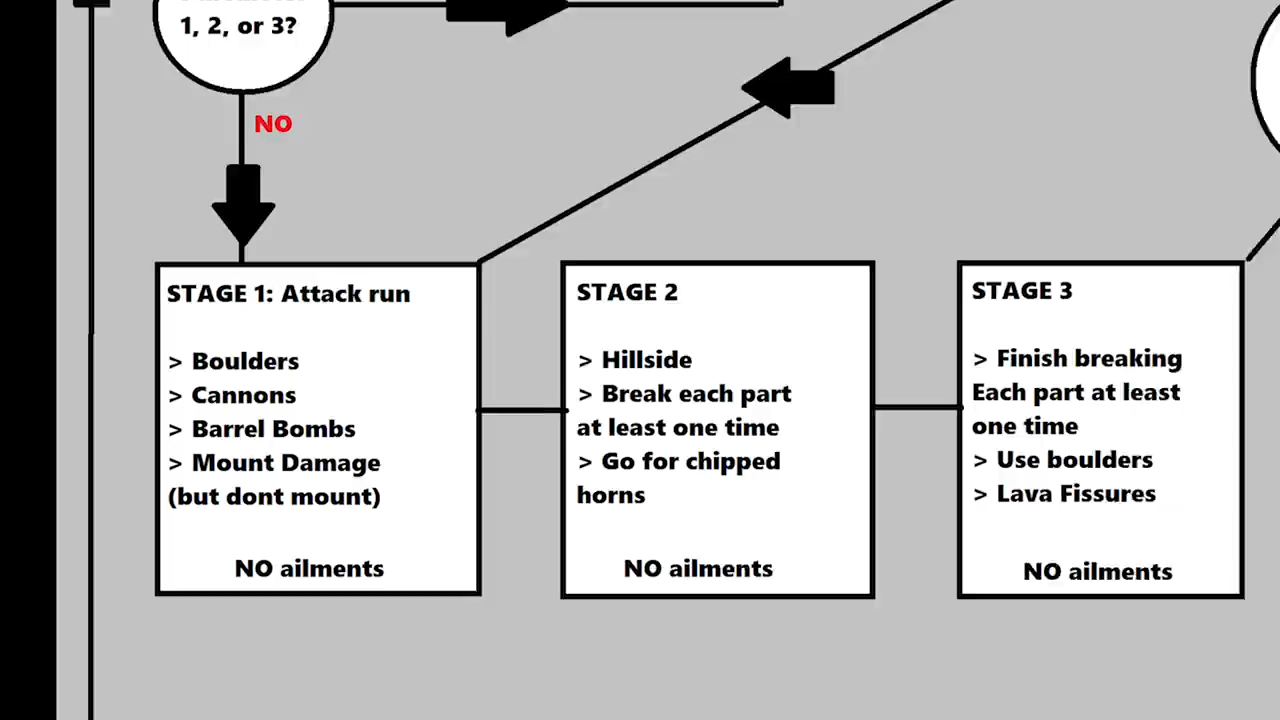 1, 2, or 3?
NO
STAGE 1: Attack run
> Boulders
> Cannons
> Barrel Bombs
> Mount Damage
(but dont mount)
NO ailments
STAGE 2
> Hillside
> Break each part
at least one time
> Go for chipped
horns
NO ailments
STAGE 3
> Finish breaking
Each part at least
one time
> Use boulders
> Lava Fissures
NO ailments